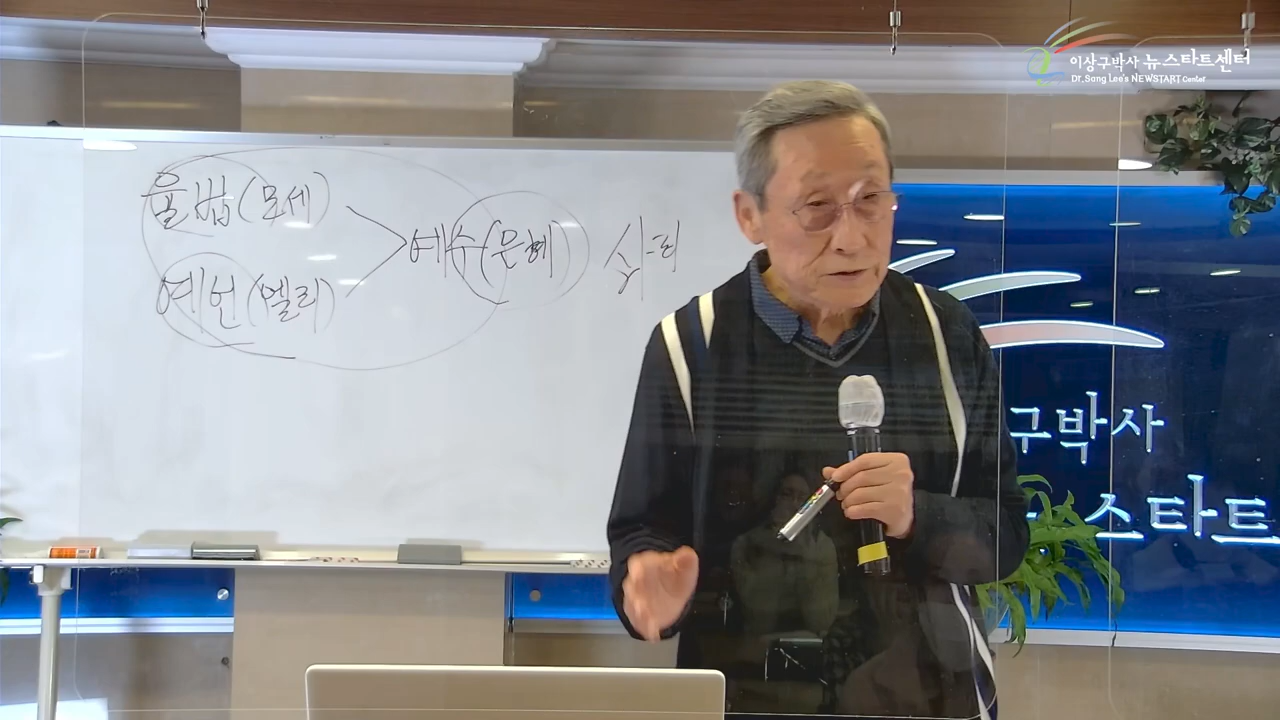 이상구박사 뉴스타트센터
Dr. Sang Lee's NEWSTART Center
율법(모세)
예언(엘리)
예수(은혜)
구박사
스타트